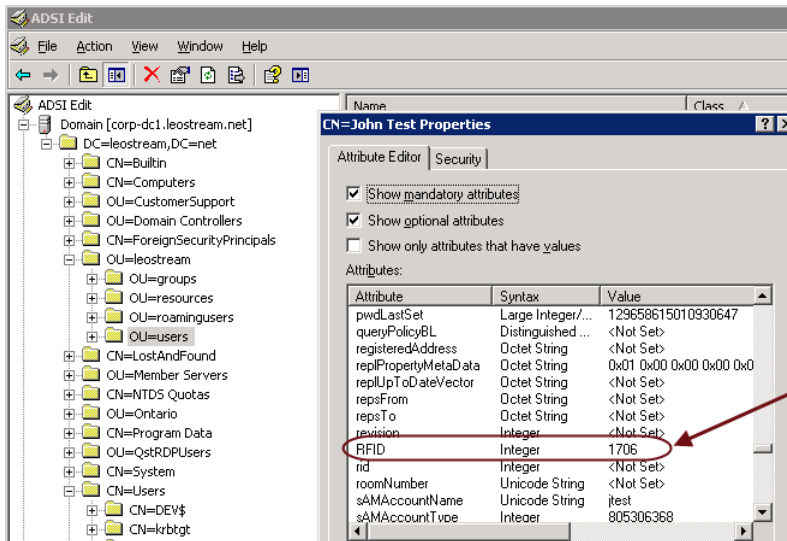 ADSI Edit
File Action View Window Help
ADSI Edit
Domain [corp-dc1.leostream.net]
DC=leostream,DC=net
CN=Builtin
CN=Computers
OU=CustomerSupport
OU=Domain Controllers
CN=ForeignSecurityPrincipals
OU=leostream
OU=groups
OU=resources
OU=roamingusers
OU=users
CN=LostAndFound
OU=Member Servers
CN=NTDS Quotas
OU=Ontario
CN=Program Data
OU=QstRDPUsers
CN=System
CN=Users
CN=DEV$
CN=krbtgt
Name Class
CN=John Test Properties
Attribute Editor Security
Show mandatory attributes
Show optional attributes
Show only attributes that have values
Attributes:
Attribute Syntax Value
pwdLastSet Large Integer/... 129658615010930647
queryPolicyBL Distinguished ... <Not Set>
registeredAddress Octet String <Not Set>
replPropertyMetaData Octet String 0x01 0x00 0x00 0x00 0x0
replUpToDateVector Octet String <Not Set>
repsFrom Octet String <Not Set>
repsTo Octet String <Not Set>
revision Integer <Not Set>
RFID Integer 1706
rid Integer <Not Set>
roomNumber Unicode String <Not Set>
sAMAccountName Unicode String jtest
sAMAccountType Integer 805306368